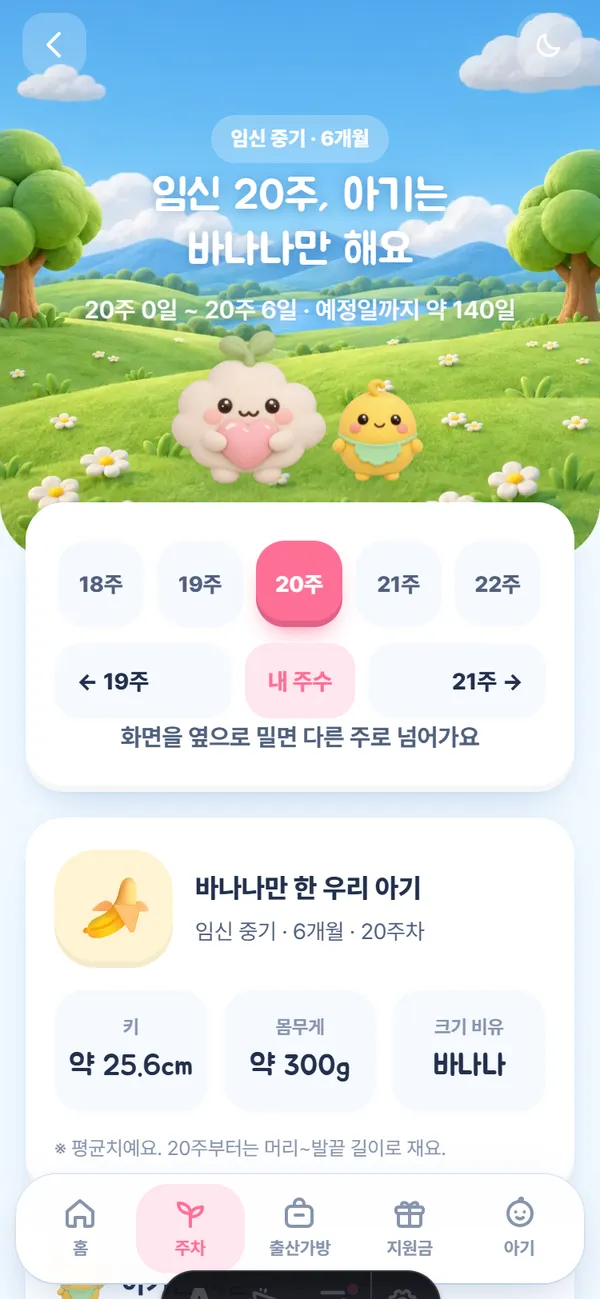 임신 중기 · 6개월
임신 20주, 아기는
바나나만 해요
20주 0일 ~ 20주 6일 · 예정일까지 약 140일
18주 19주 20주 21주 22주
← 19주 내 주수 21주 →
화면을 옆으로 밀면 다른 주로 넘어가요
바나나만 한 우리 아기
임신 중기 · 6개월 · 20주차
키 몸무게 크기 비유
약 25.6cm 약 300g 바나나
※ 평균치예요. 20주부터는 머리~발끝 길이로 재요.
홈 주차 출산가방 지원금 아기